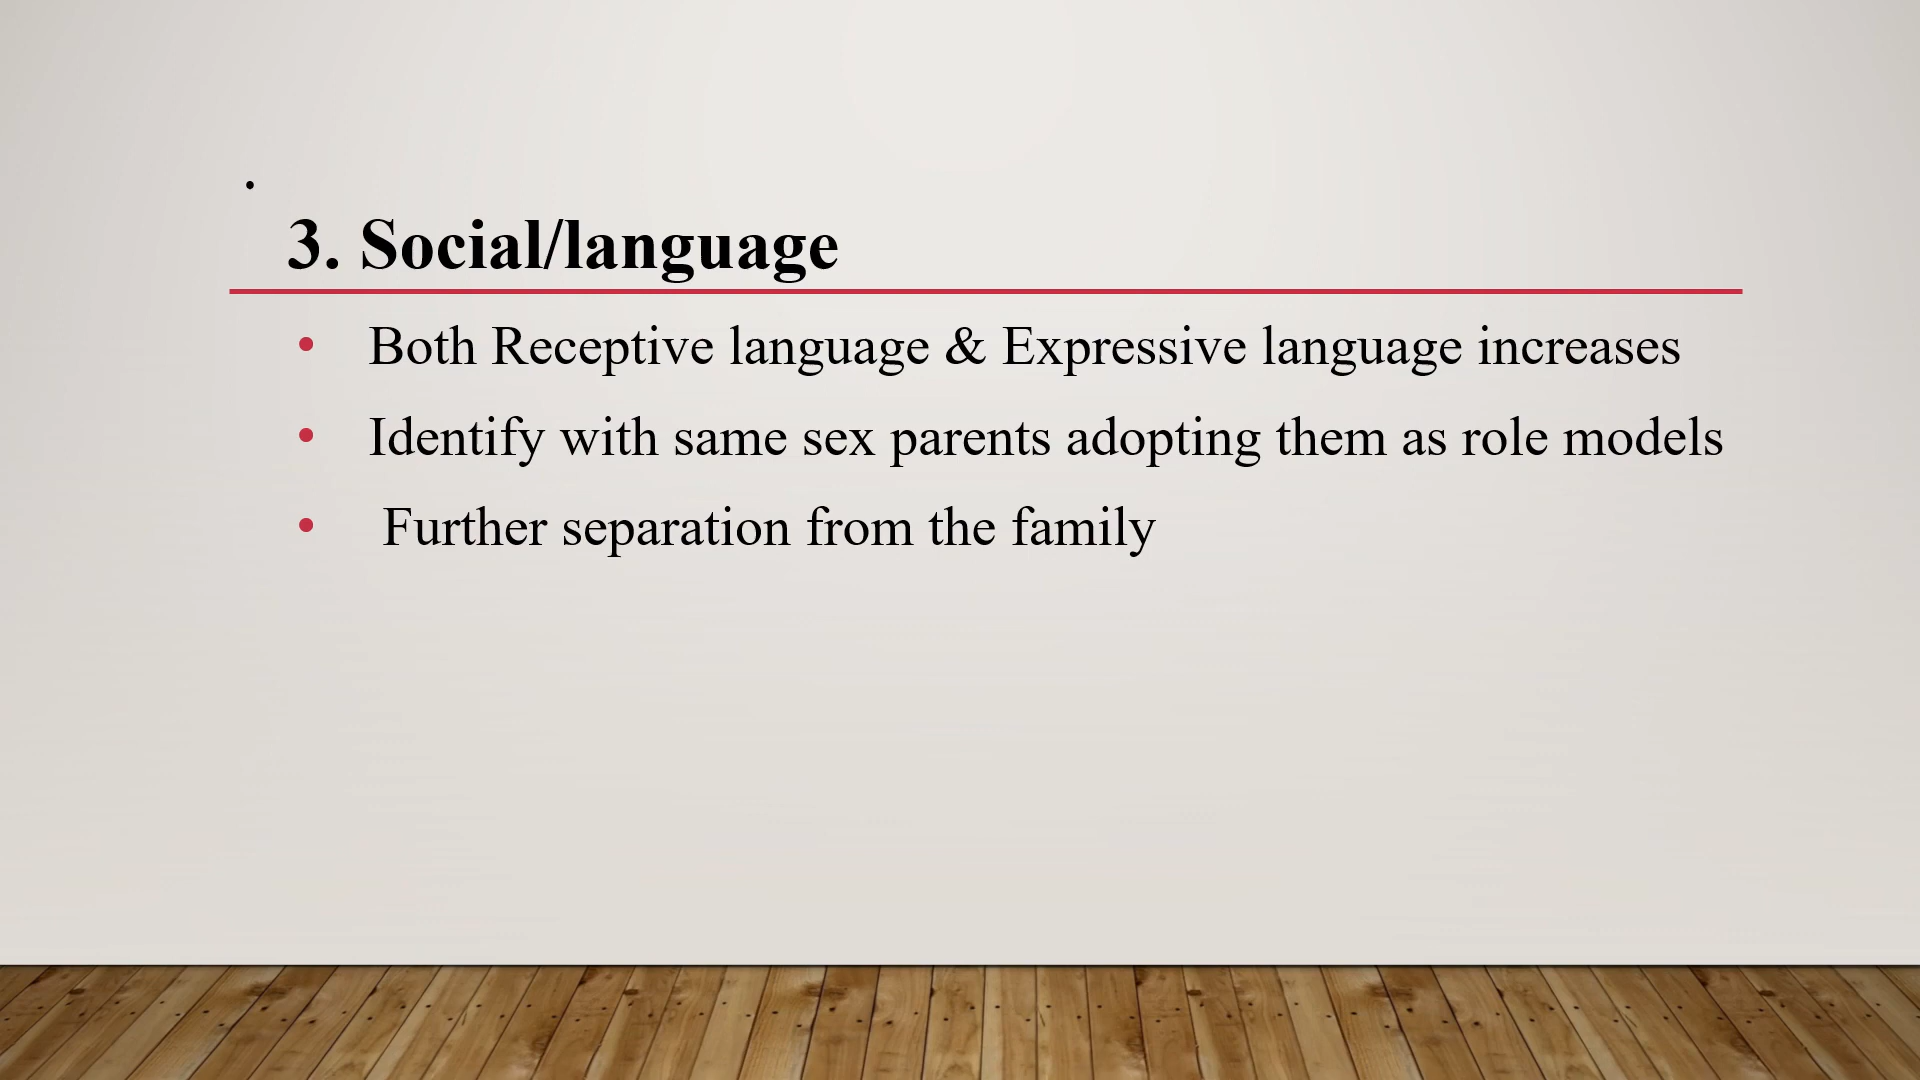 .
3. Social/language
• Both Receptive language & Expressive language increases
• Identify with same sex parents adopting them as role models
• Further separation from the family